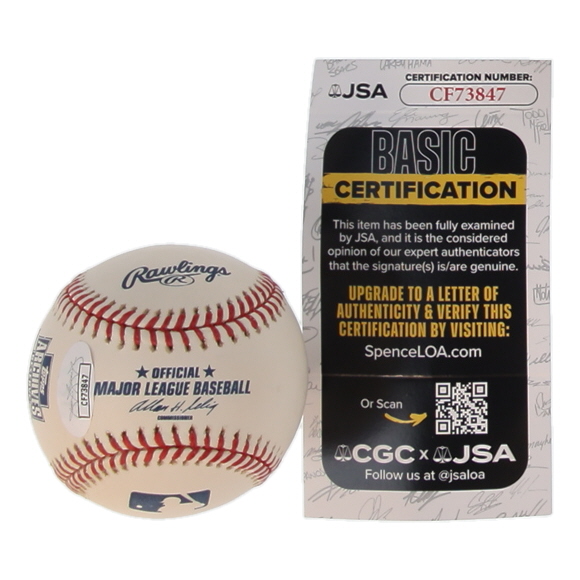 Rawlings
R
★ OFFICIAL ★
MAJOR LEAGUE BASEBALL
Allan H. Selig
COMMISSIONER
ARCHIVES
CF73847
JSA
CERTIFICATION NUMBER:
CF73847
BASIC
CERTIFICATION
This item has been fully examined
by JSA, and it is the considered
opinion of our expert authenticators
that the signature(s) is/are genuine.
UPGRADE TO A LETTER OF
AUTHENTICITY & VERIFY THIS
CERTIFICATION BY VISITING:
SpenceLOA.com
Or Scan
CGC x JSA
Follow us at @jsaloa